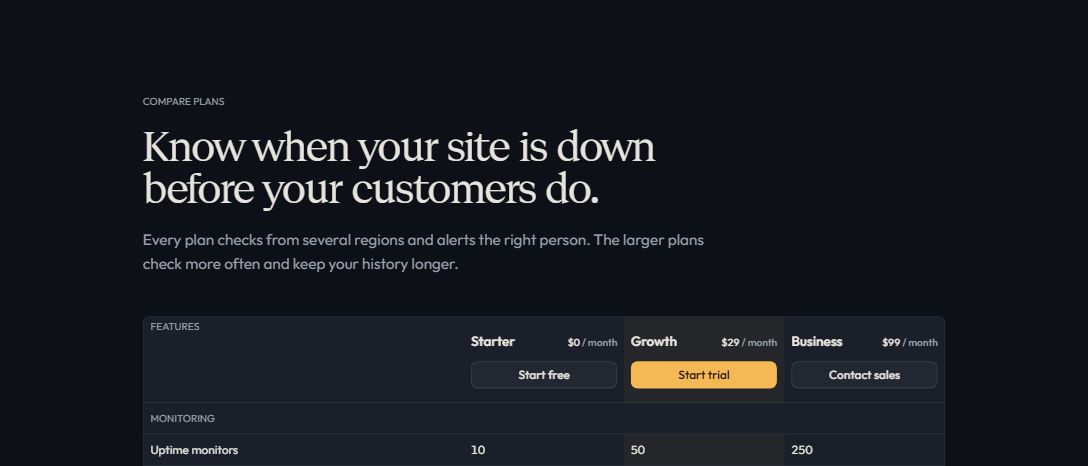 COMPARE PLANS
Know when your site is down
before your customers do.
Every plan checks from several regions and alerts the right person. The larger plans
check more often and keep your history longer.
FEATURES
Starter $0 / month Growth $29 / month Business $99 / month
Start free Start trial Contact sales
MONITORING
Uptime monitors 10 50 250